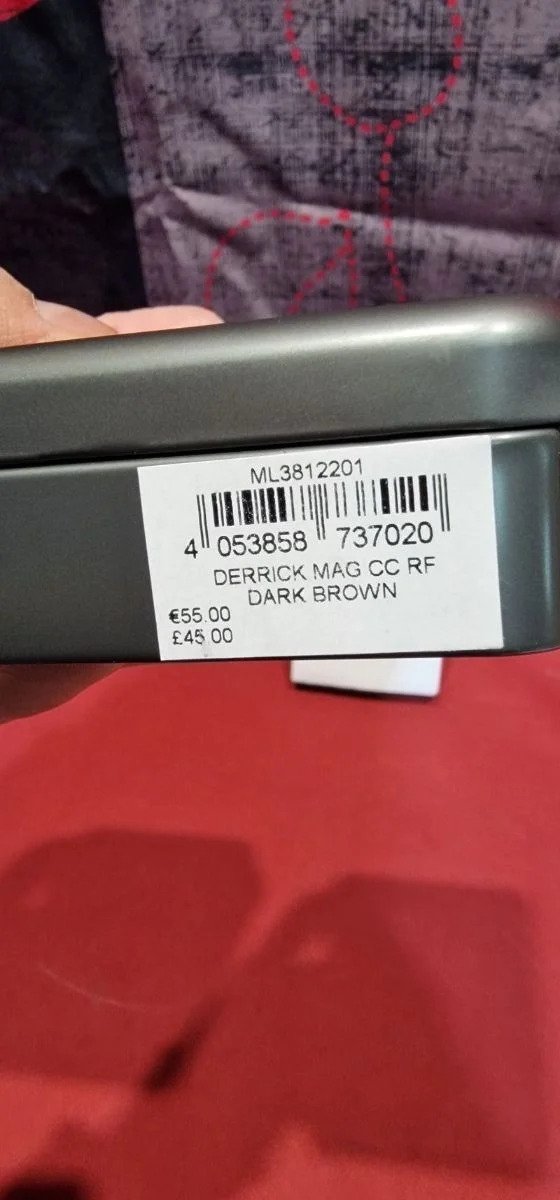 ML3812201
4 053858 737020
DERRICK MAG CC RF
DARK BROWN
€55.00
£45.00